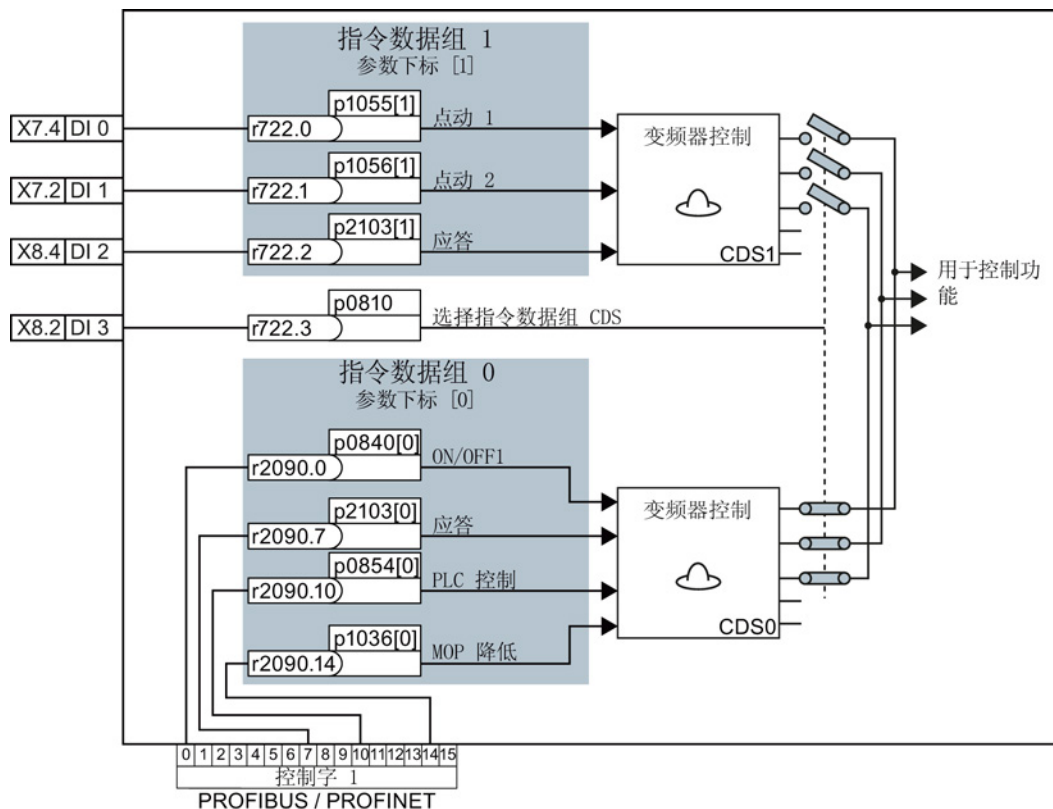 指令数据组 1
参数下标 [1]
X7.4 DI 0
r722.0
p1055[1]
点动 1
X7.2 DI 1
r722.1
p1056[1]
点动 2
X8.4 DI 2
r722.2
p2103[1]
应答
变频器控制
CDS1
用于控制功
能
X8.2 DI 3
r722.3
p0810
选择指令数据组 CDS
指令数据组 0
参数下标 [0]
p0840[0]
r2090.0
ON/OFF1
p2103[0]
r2090.7
应答
p0854[0]
r2090.10
PLC 控制
p1036[0]
r2090.14
MOP 降低
变频器控制
CDS0
0 1 2 3 4 5 6 7 8 9 10 11 12 13 14 15
控制字 1
PROFIBUS / PROFINET